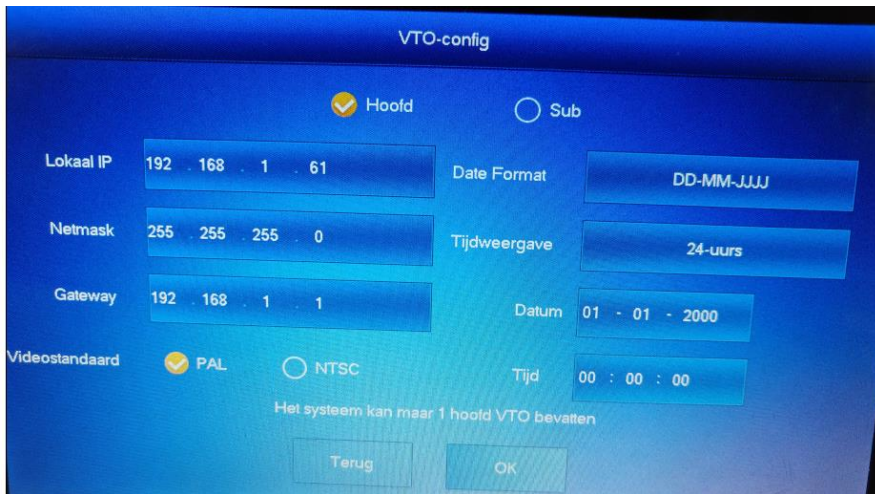 VTO-config
Hoofd Sub
Lokaal IP 192 . 168 . 1 . 61 Date Format DD-MM-JJJJ
Netmask 255 . 255 . 255 . 0 Tijdweergave 24-uurs
Gateway 192 . 168 . 1 . 1 Datum 01 - 01 - 2000
Videostandaard PAL NTSC Tijd 00 : 00 : 00
Het systeem kan maar 1 hoofd VTO bevatten
Terug OK